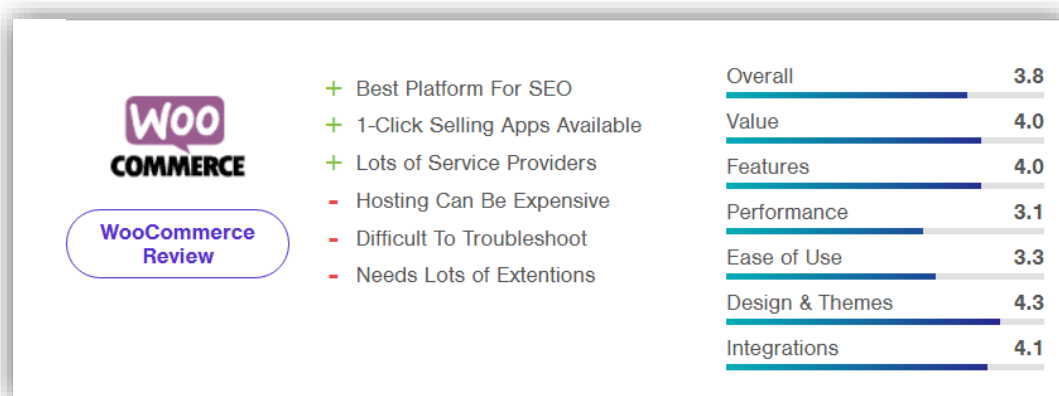 WOO
COMMERCE
WooCommerce
Review
+ Best Platform For SEO
+ 1-Click Selling Apps Available
+ Lots of Service Providers
- Hosting Can Be Expensive
- Difficult To Troubleshoot
- Needs Lots of Extentions
Overall 3.8
Value 4.0
Features 4.0
Performance 3.1
Ease of Use 3.3
Design & Themes 4.3
Integrations 4.1